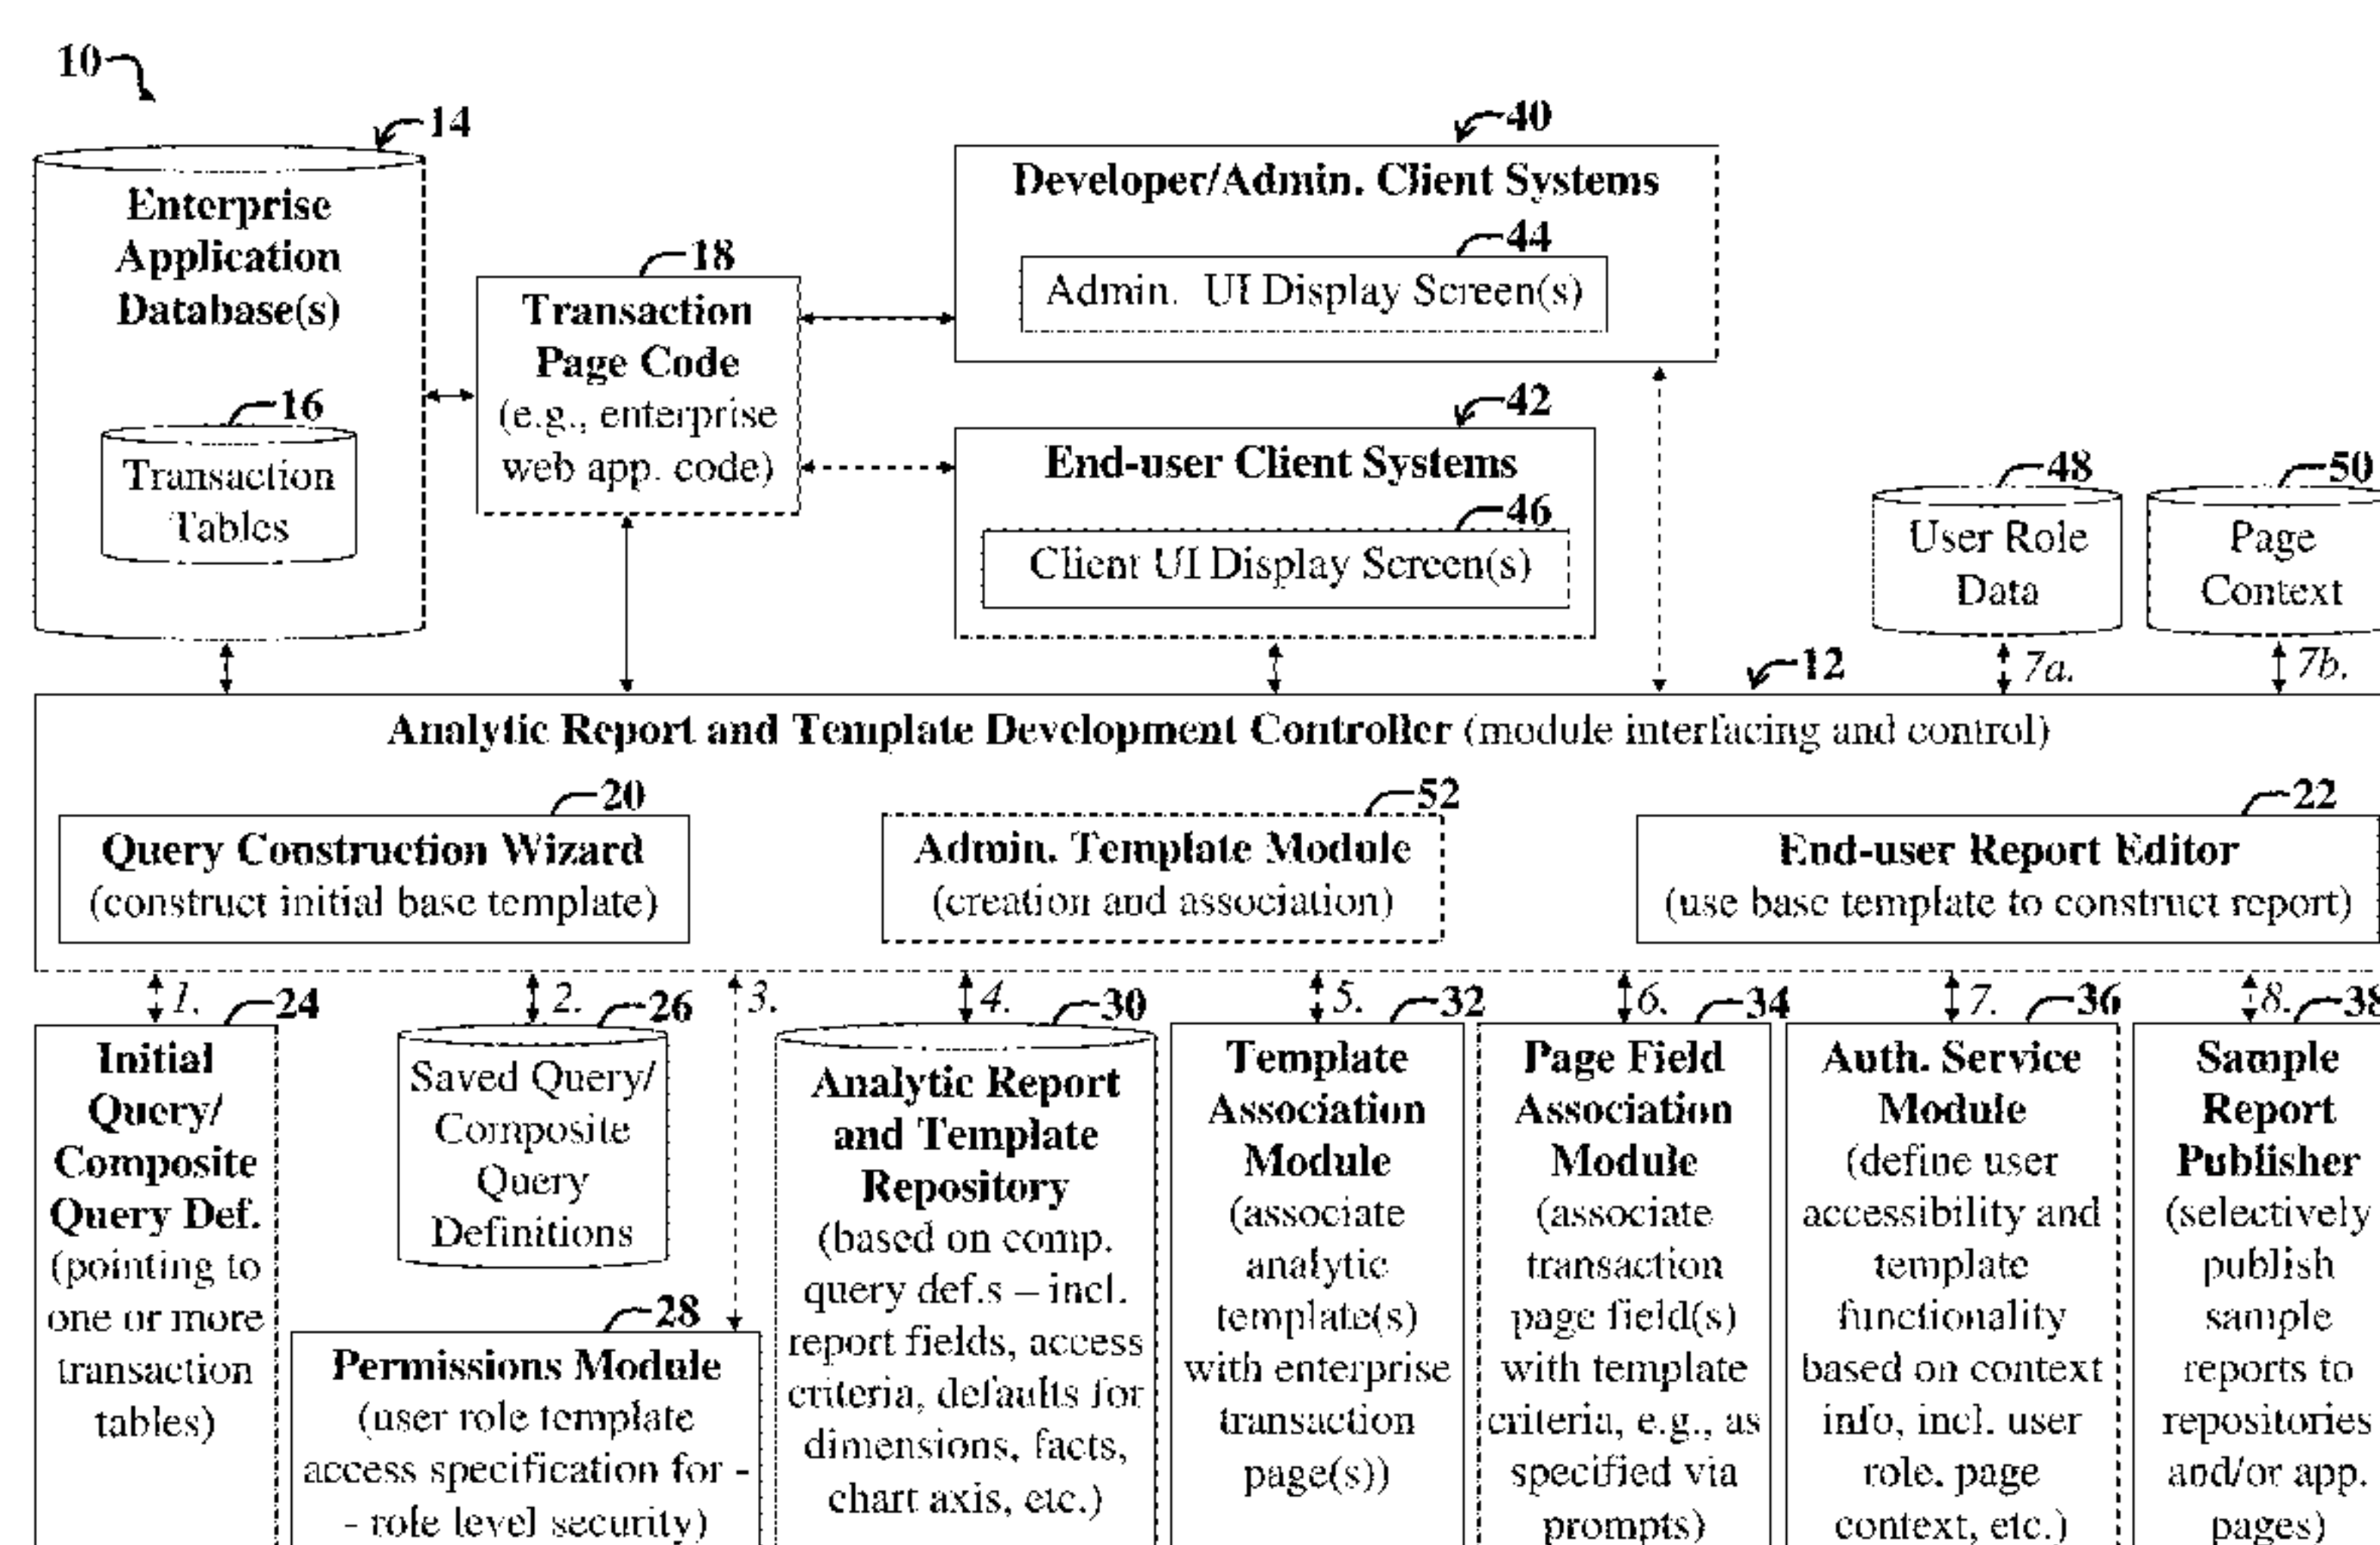 10
14
Enterprise
Application
Database(s)
16
Transaction
Tables
18
Transaction
Page Code
(e.g., enterprise
web app. code)
40
Developer/Admin. Client Systems
44
Admin. UI Display Screen(s)
42
End-user Client Systems
46
Client UI Display Screen(s)
48
User Role
Data
50
Page
Context
7a.
7b.
12
Analytic Report and Template Development Controller (module interfacing and control)
20
Query Construction Wizard
(construct initial base template)
52
Admin. Template Module
(creation and association)
22
End-user Report Editor
(use base template to construct report)
1.
24
Initial
Query/
Composite
Query Def.
(pointing to
one or more
transaction
tables)
2.
26
Saved Query/
Composite
Query
Definitions
3.
28
Permissions Module
(user role template
access specification for -
- role level security)
4.
30
Analytic Report
and Template
Repository
(based on comp.
query def.s – incl.
report fields, access
criteria, defaults for
dimensions, facts,
chart axis, etc.)
5.
32
Template
Association
Module
(associate
analytic
template(s)
with enterprise
transaction
page(s))
6.
34
Page Field
Association
Module
(associate
transaction
page field(s)
with template
criteria, e.g., as
specified via
prompts)
7.
36
Auth. Service
Module
(define user
accessibility and
template
functionality
based on context
info, incl. user
role, page
context, etc.)
8.
38
Sample
Report
Publisher
(selectively
publish
sample
reports to
repositories
and/or app.
pages)